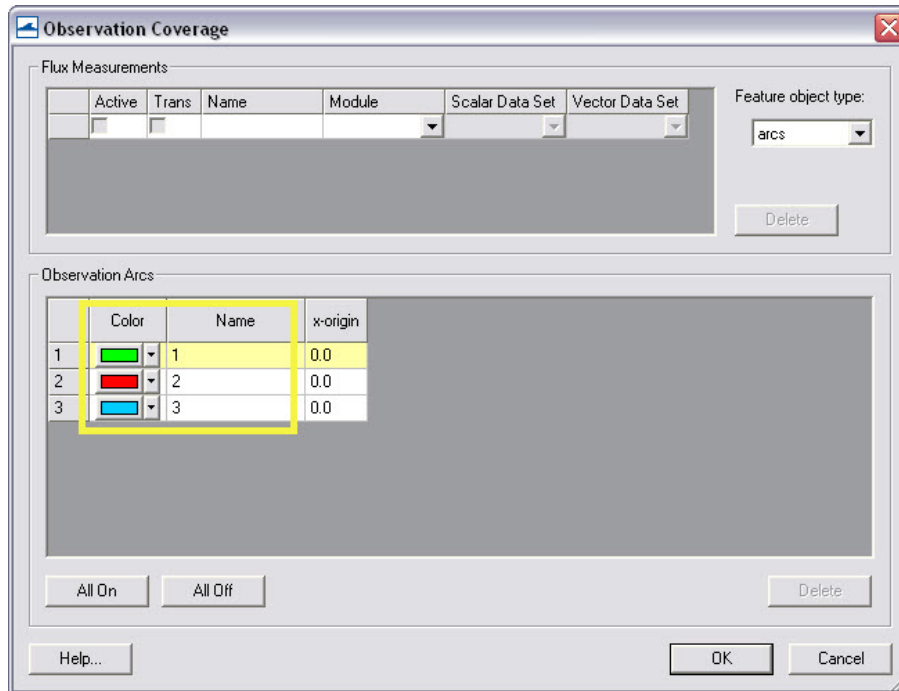 Observation Coverage
Flux Measurements
Active Trans Name Module Scalar Data Set Vector Data Set
Feature object type:
arcs
Delete
Observation Arcs
Color Name x-origin
1 1 0.0
2 2 0.0
3 3 0.0
All On All Off Delete
Help... OK Cancel